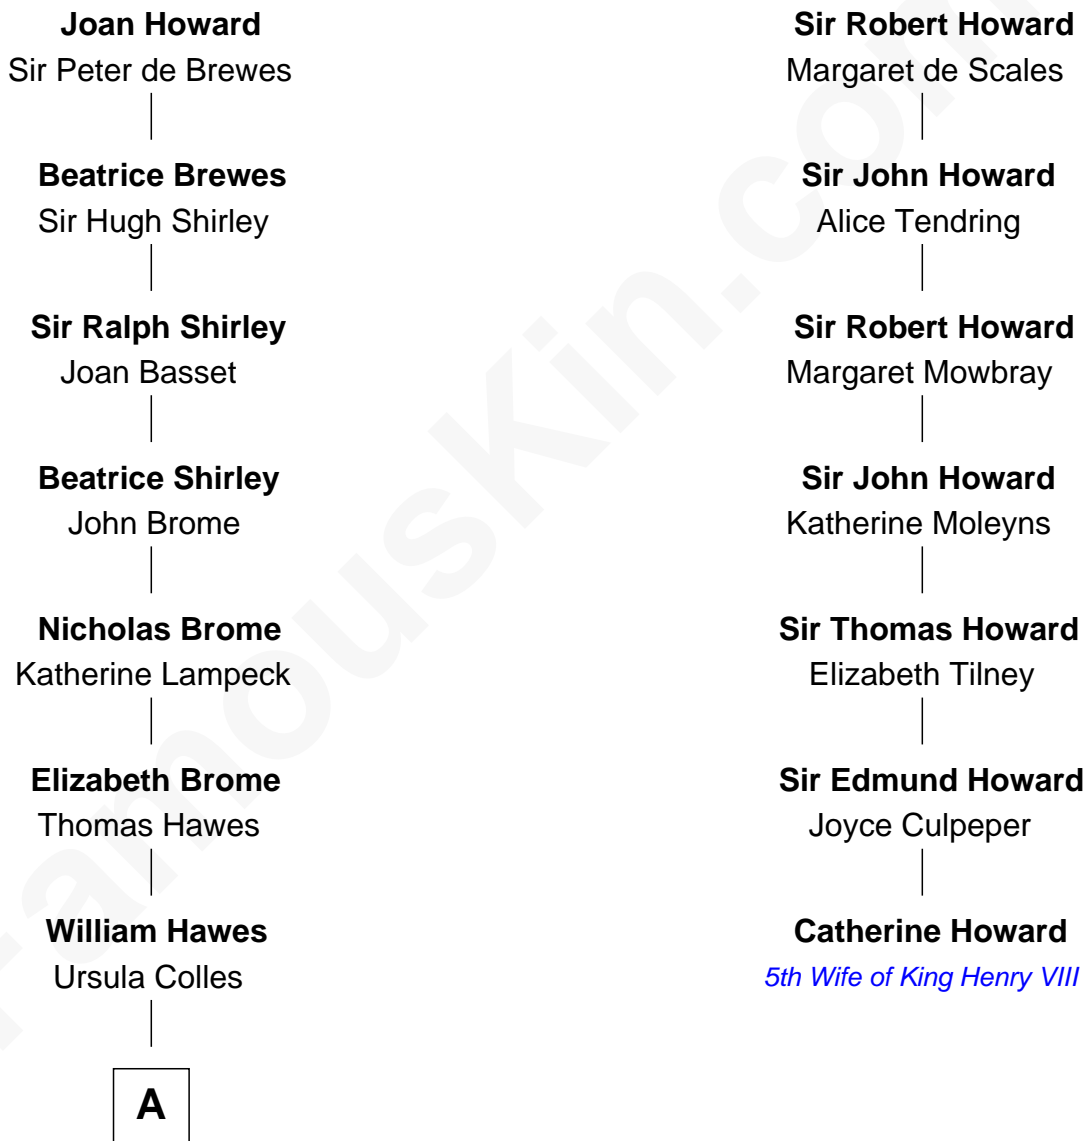 Joan Howard
Sir Peter de Brewes
Beatrice Brewes
Sir Hugh Shirley
Sir Ralph Shirley
Joan Basset
Beatrice Shirley
John Brome
Nicholas Brome
Katherine Lampeck
Elizabeth Brome
Thomas Hawes
William Hawes
Ursula Colles
A
Sir Robert Howard
Margaret de Scales
Sir John Howard
Alice Tendring
Sir Robert Howard
Margaret Mowbray
Sir John Howard
Katherine Moleyns
Sir Thomas Howard
Elizabeth Tilney
Sir Edmund Howard
Joyce Culpeper
Catherine Howard
5th Wife of King Henry VIII
FamousKin.com